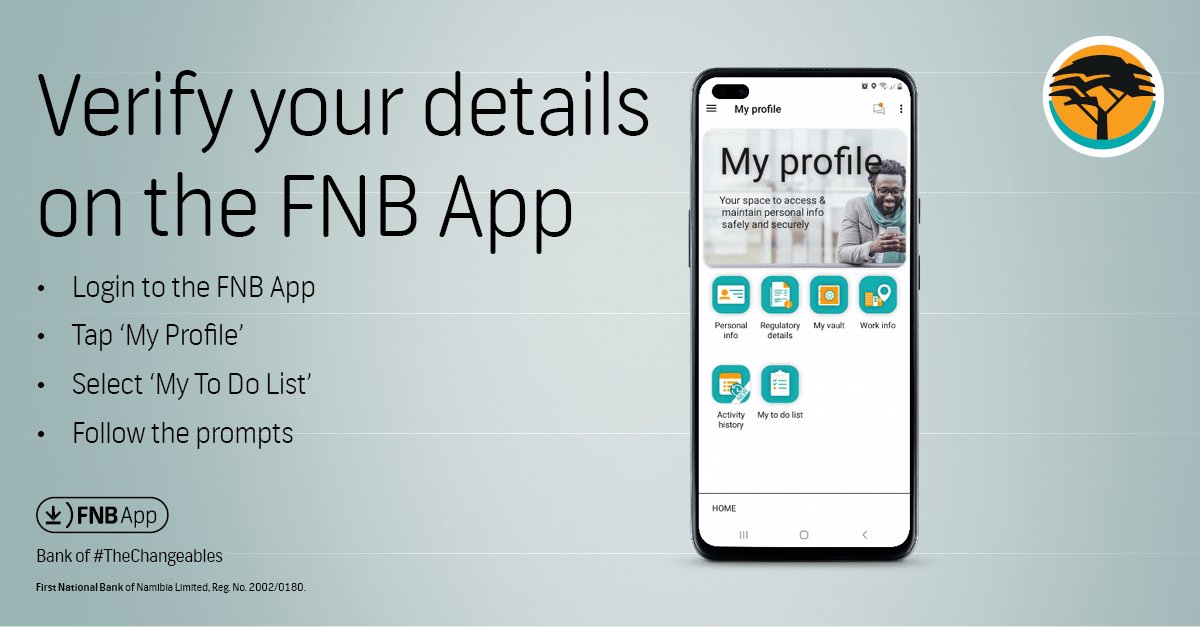 Verify your details
on the FNB App
• Login to the FNB App
• Tap ‘My Profile’
• Select ‘My To Do List’
• Follow the prompts
FNB App
Bank of #TheChangeables
First National Bank of Namibia Limited, Reg. No. 2002/0180.
My profile
My profile
Your space to access &
maintain personal info
safely and securely
Personal
info
Regulatory
details
My vault
Work info
Activity
history
My to do list
HOME